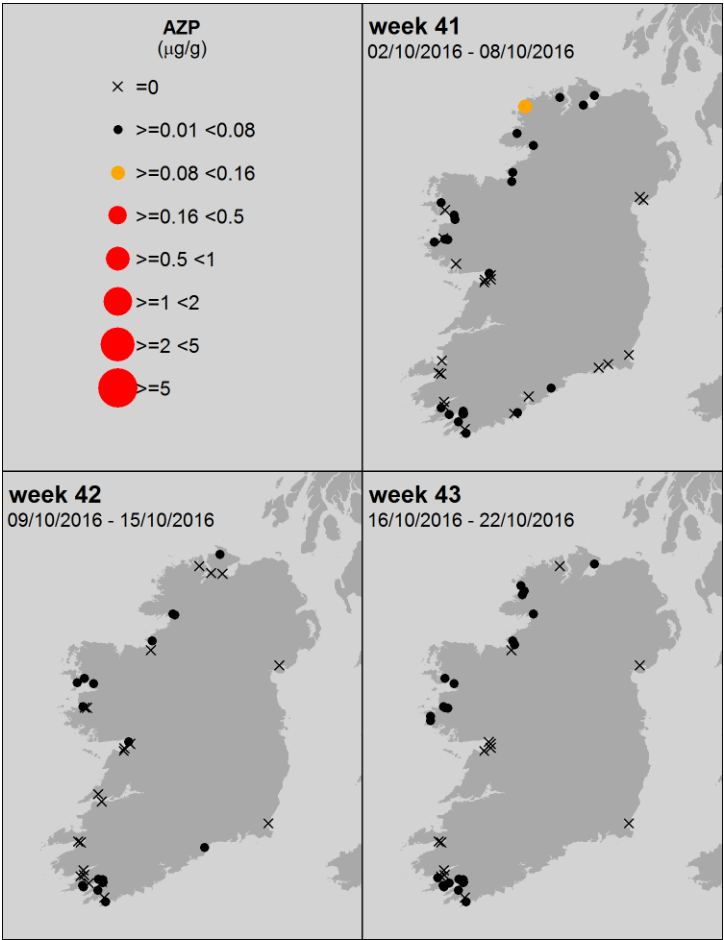 AZP
(µg/g)
=0
>=0.01 <0.08
>=0.08 <0.16
>=0.16 <0.5
>=0.5 <1
>=1 <2
>=2 <5
>=5
week 41
02/10/2016 - 08/10/2016
week 42
09/10/2016 - 15/10/2016
week 43
16/10/2016 - 22/10/2016